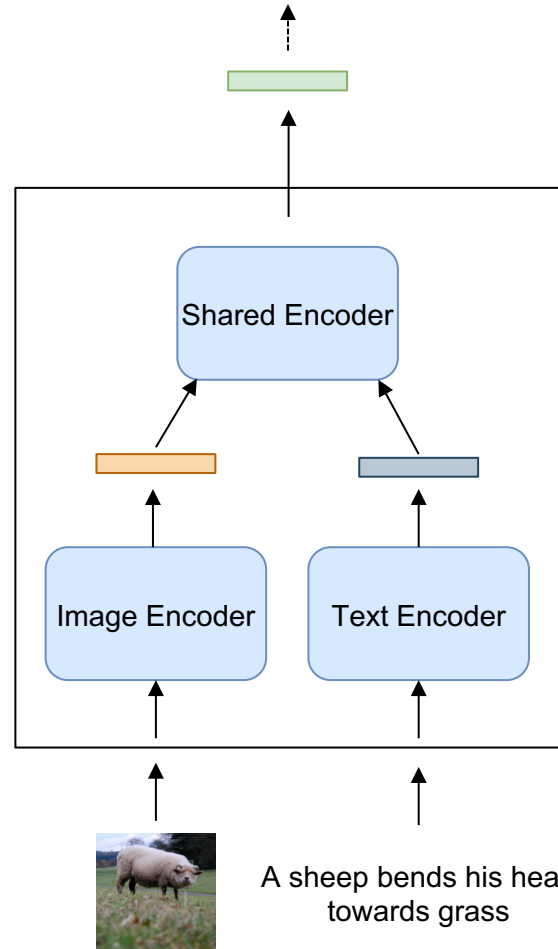 Shared Encoder
Image Encoder
Text Encoder
A sheep bends his hea
towards grass